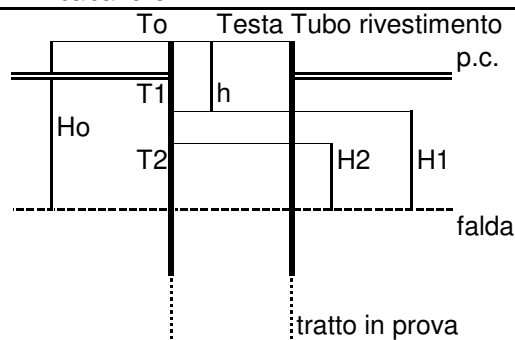 To Testa Tubo rivestimento
p.c.
T1 h
Ho
T2 H2 H1
falda
tratto in prova